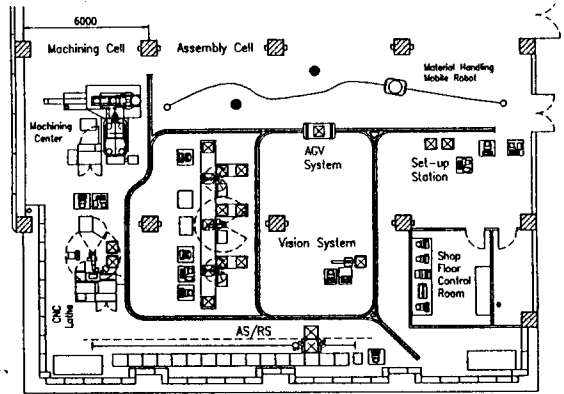 6000
Machining Cell
Assembly Cell
Material Handling
Mobile Robot
Machining
Center
AGV
System
Set-up
Station
Vision System
Shop
Floor
Control
Room
CNC
Lathe
AS/RS